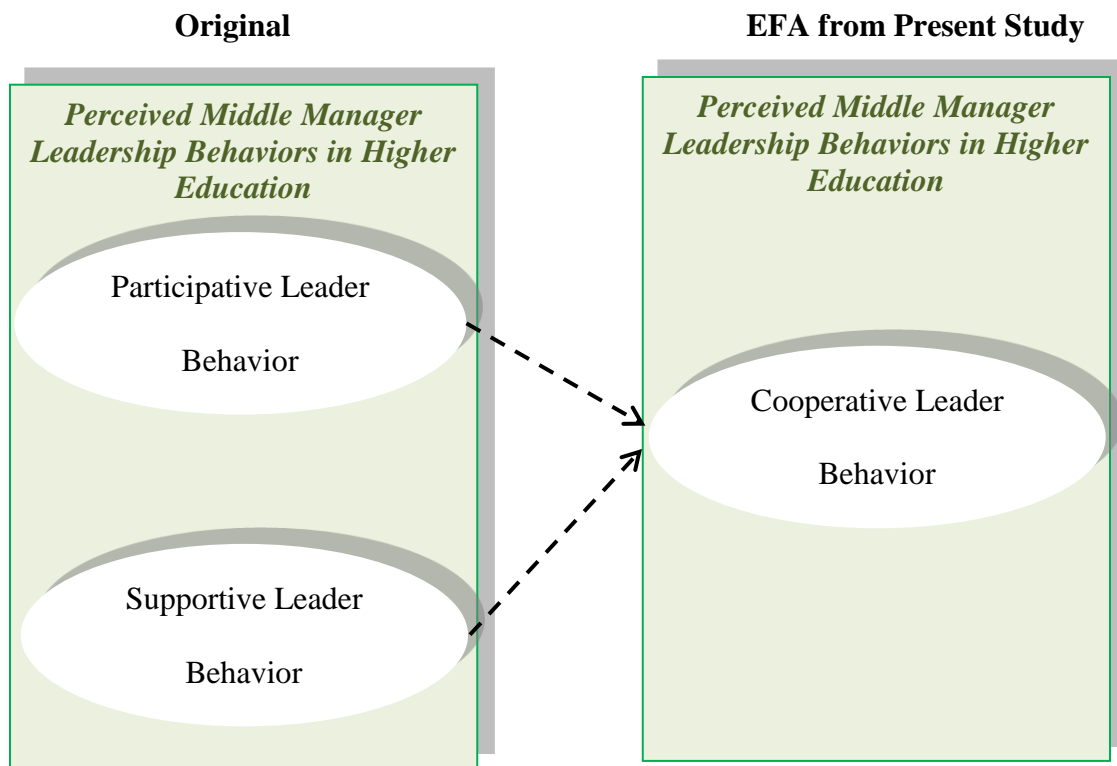 Original
Perceived Middle Manager
Leadership Behaviors in Higher
Education
Participative Leader
Behavior
Supportive Leader
Behavior
EFA from Present Study
Perceived Middle Manager
Leadership Behaviors in Higher
Education
Cooperative Leader
Behavior